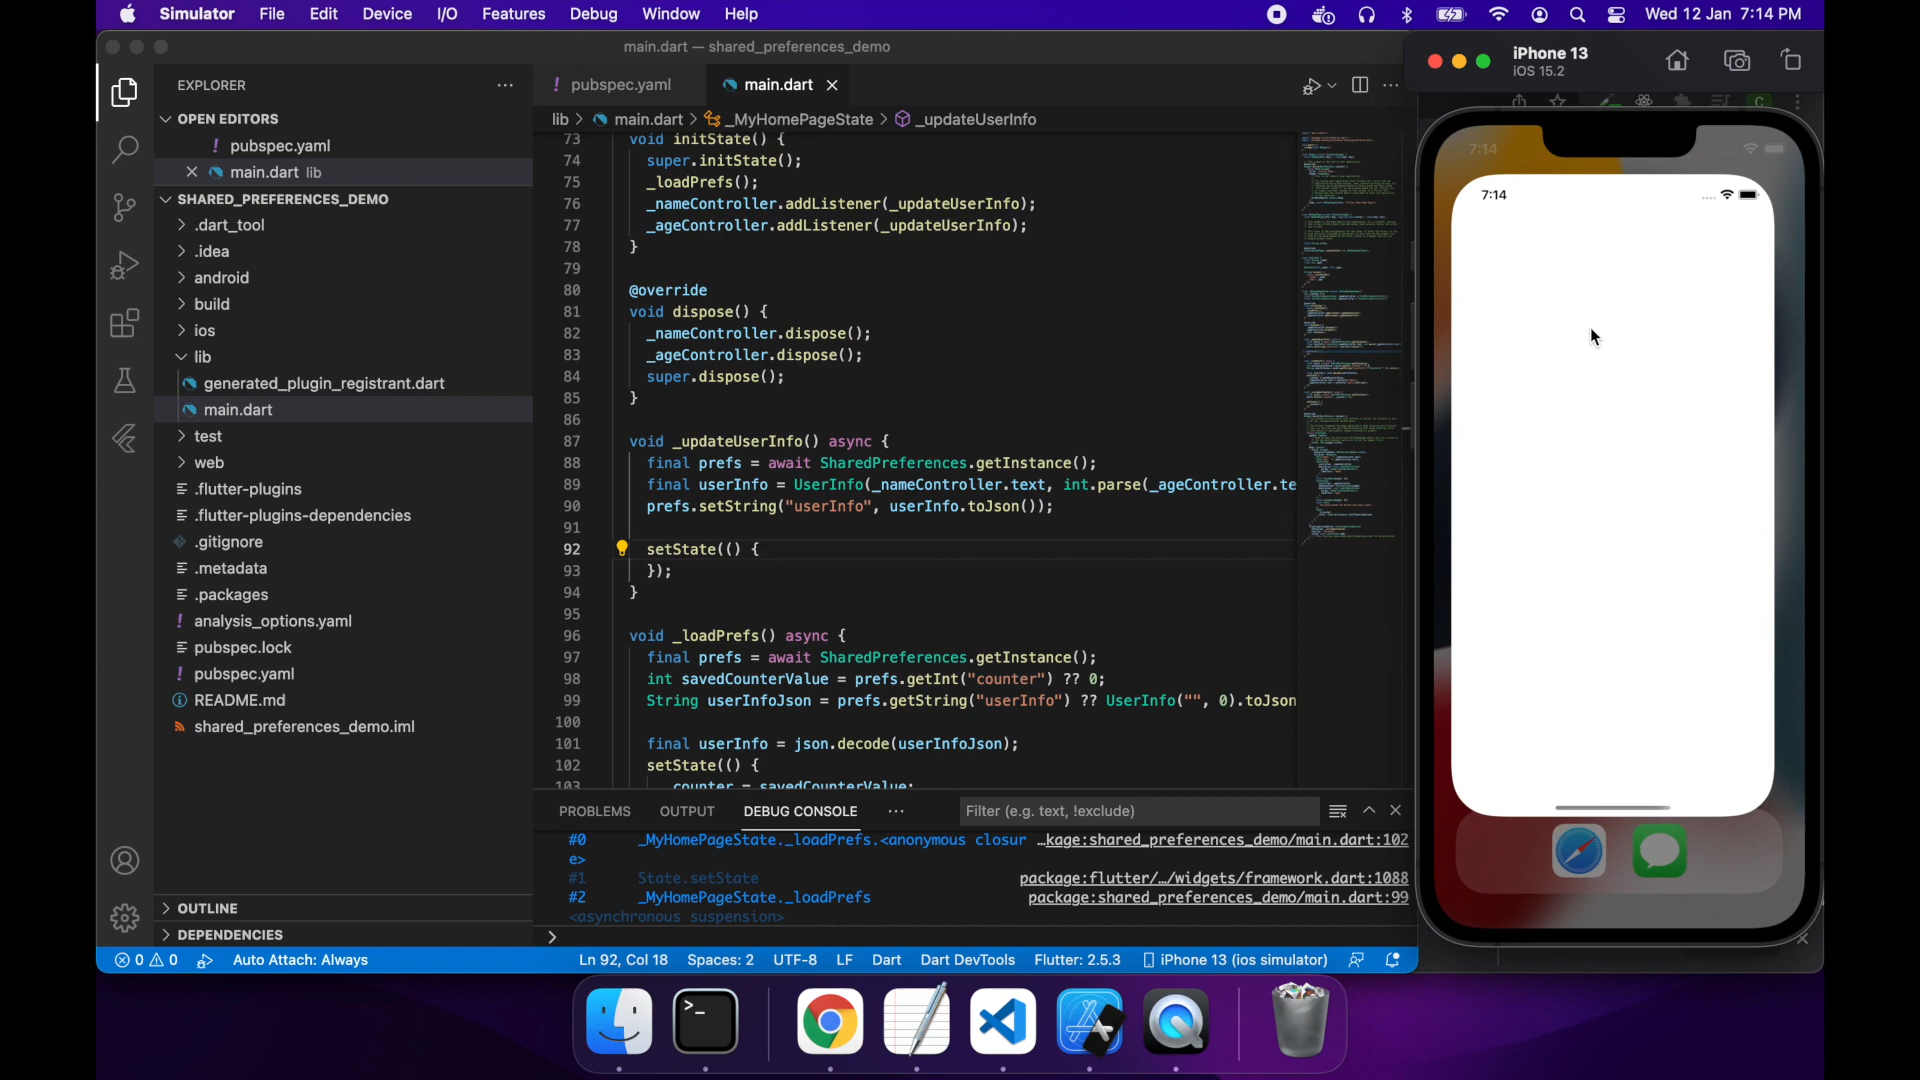 Simulator File Edit Device I/O Features Debug Window Help Wed 12 Jan 7:14 PM
main.dart — shared_preferences_demo
iPhone 13
iOS 15.2
EXPLORER
! pubspec.yaml
main.dart
lib > main.dart > _MyHomePageState > _updateUserInfo
OPEN EDITORS
! pubspec.yaml
main.dart lib
SHARED_PREFERENCES_DEMO
.dart_tool
.idea
android
build
ios
lib
generated_plugin_registrant.dart
main.dart
test
web
.flutter-plugins
.flutter-plugins-dependencies
.gitignore
.metadata
.packages
! analysis_options.yaml
pubspec.lock
! pubspec.yaml
README.md
shared_preferences_demo.iml
OUTLINE
DEPENDENCIES
73 void initState() {
74 super.initState();
75 _loadPrefs();
76 _nameController.addListener(_updateUserInfo);
77 _ageController.addListener(_updateUserInfo);
78 }
79
80 @override
81 void dispose() {
82 _nameController.dispose();
83 _ageController.dispose();
84 super.dispose();
85 }
86
87 void _updateUserInfo() async {
88 final prefs = await SharedPreferences.getInstance();
89 final userInfo = UserInfo(_nameController.text, int.parse(_ageController.te
90 prefs.setString("userInfo", userInfo.toJson());
91
92 setState(() {
93 });
94 }
95
96 void _loadPrefs() async {
97 final prefs = await SharedPreferences.getInstance();
98 int savedCounterValue = prefs.getInt("counter") ?? 0;
99 String userInfoJson = prefs.getString("userInfo") ?? UserInfo("", 0).toJson
100
101 final userInfo = json.decode(userInfoJson);
102 setState(() {
103 counter = savedCounterValue;
PROBLEMS OUTPUT DEBUG CONSOLE ··· Filter (e.g. text, !exclude)
#0 _MyHomePageState._loadPrefs.<anonymous closur …kage:shared_preferences_demo/main.dart:102
e>
#1 State.setState package:flutter/…/widgets/framework.dart:1088
#2 _MyHomePageState._loadPrefs package:shared_preferences_demo/main.dart:99
<asynchronous suspension>
7:14
7:14
0 0 Auto Attach: Always Ln 92, Col 18 Spaces: 2 UTF-8 LF Dart Dart DevTools Flutter: 2.5.3 iPhone 13 (ios simulator)